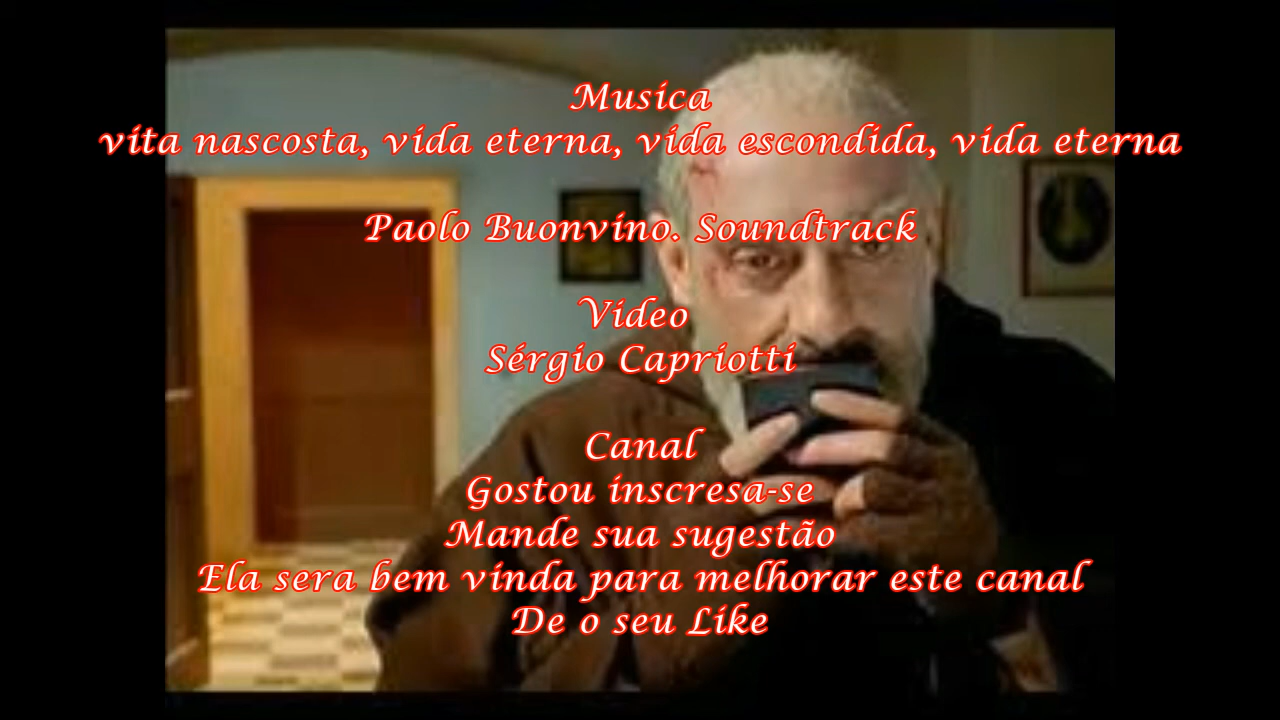 Musica
vita nascosta, vida eterna, vida escondida, vida eterna
Paolo Buonvino. Soundtrack
Video
Sérgio Capriotti
Canal
Gostou inscresa-se
Mande sua sugestão
Ela sera bem vinda para melhorar este canal
De o seu Like